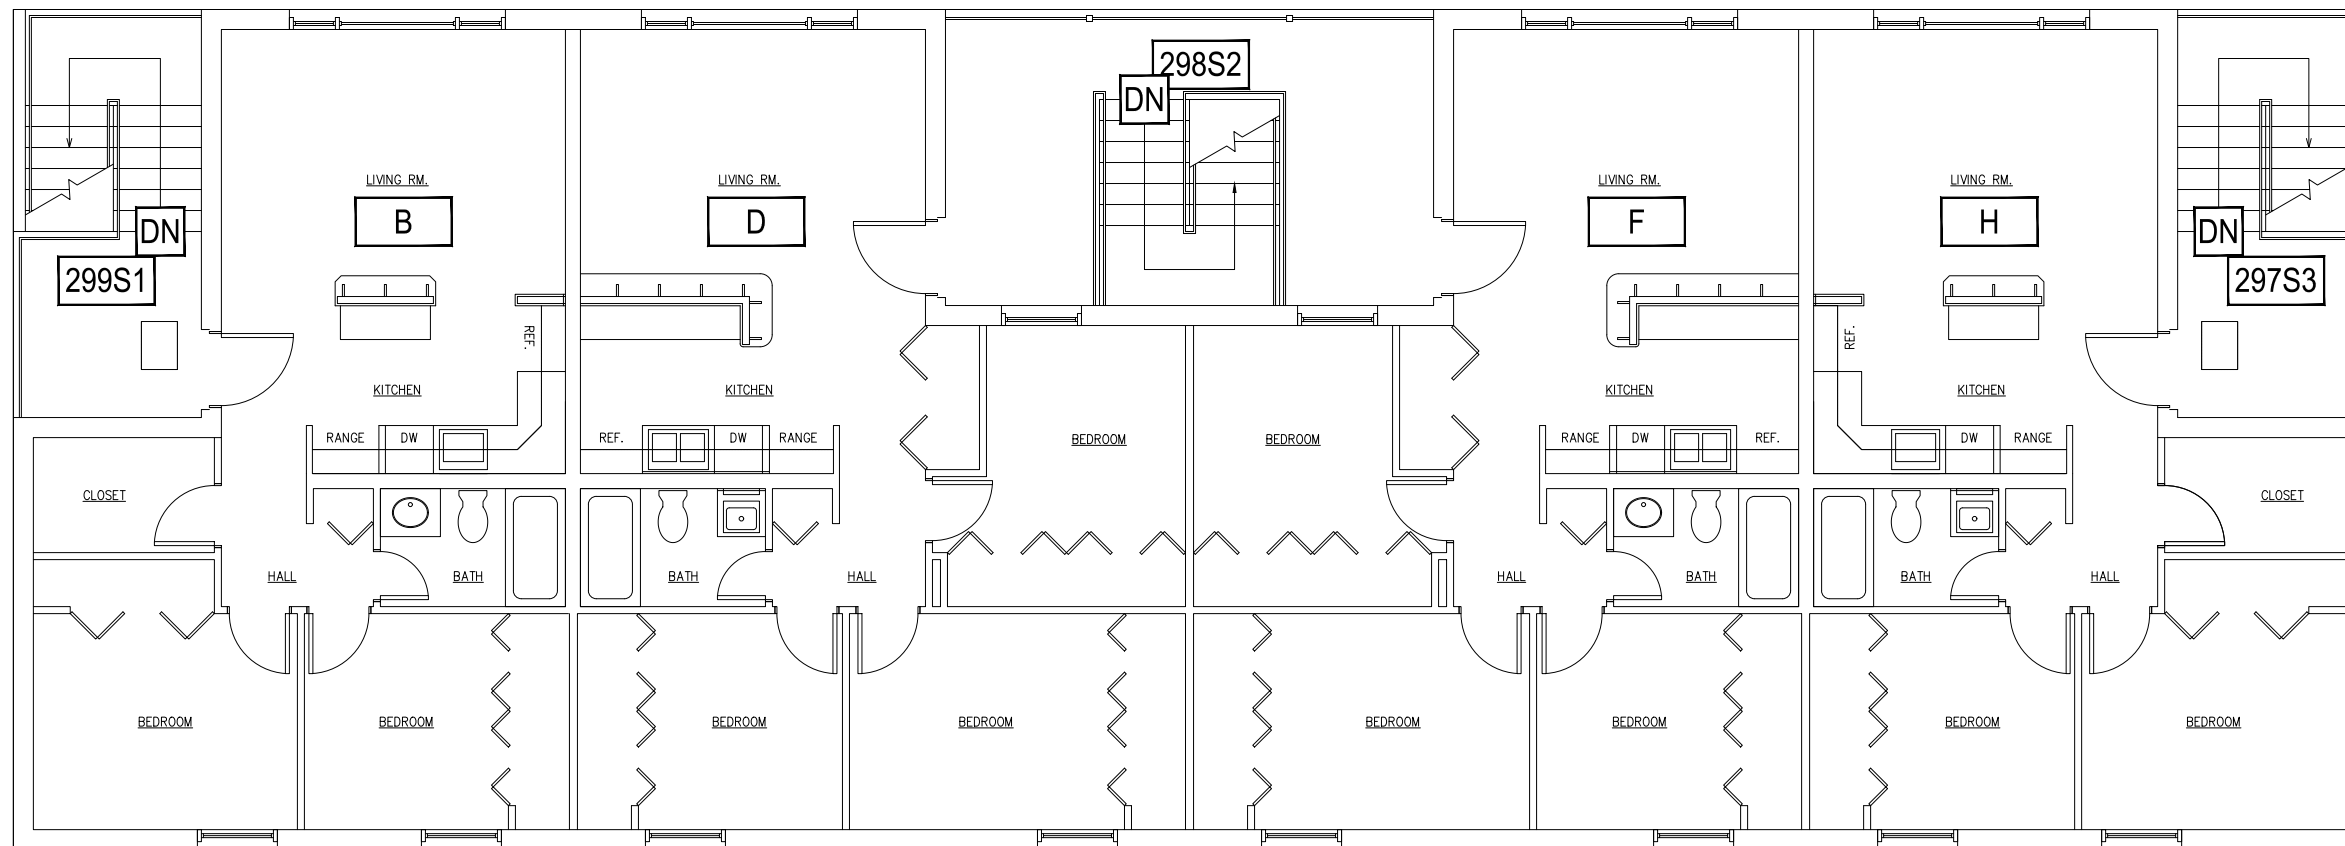 298S2
DN
LIVING RM.
LIVING RM.
LIVING RM.
LIVING RM.
B
D
F
H
DN
DN
299S1
297S3
REF.
REF.
KITCHEN
KITCHEN
KITCHEN
KITCHEN
RANGE
DW
REF.
DW
RANGE
BEDROOM
BEDROOM
RANGE
DW
REF.
DW
RANGE
CLOSET
CLOSET
HALL
BATH
BATH
HALL
HALL
BATH
BATH
HALL
BEDROOM
BEDROOM
BEDROOM
BEDROOM
BEDROOM
BEDROOM
BEDROOM
BEDROOM